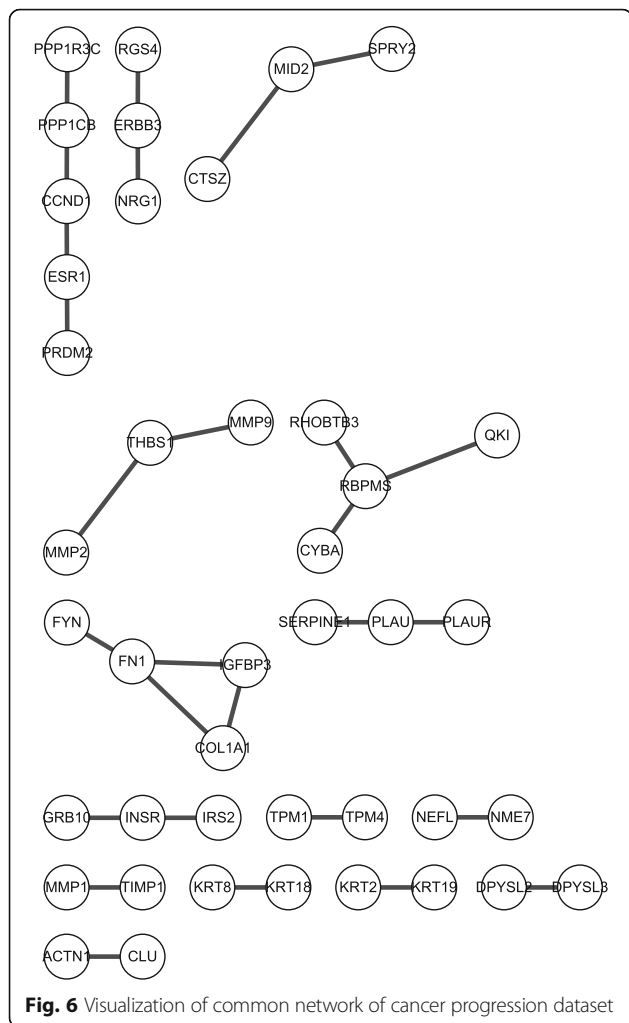 PPP1R3C RGS4 MID2 SPRY2
PPP1CB ERBB3
CTSZ
CCND1 NRG1
ESR1
PRDM2
THBS1 MMP9 RHOBTB3 QKI
RBPMS
MMP2 CYBA
FYN SERPINE1 PLAU PLAUR
FN1 IGFBP3
COL1A1
GRB10 INSR IRS2 TPM1 TPM4 NEFL NME7
MMP1 TIMP1 KRT8 KRT18 KRT2 KRT19 DPYSL2 DPYSL3
ACTN1 CLU
Fig. 6 Visualization of common network of cancer progression dataset